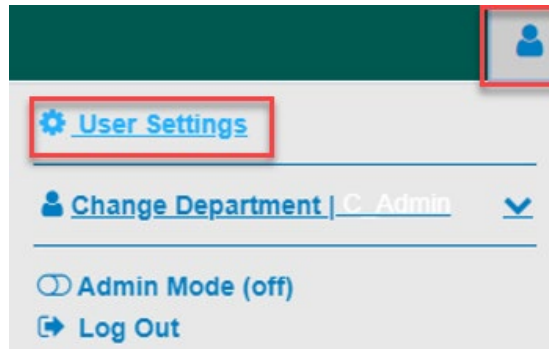 User Settings
Change Department | C_Admin
Admin Mode (off)
Log Out